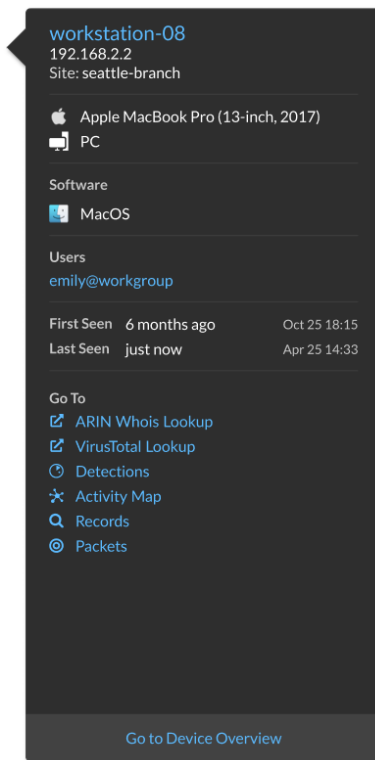 workstation-08
192.168.2.2
Site: seattle-branch
Apple MacBook Pro (13-inch, 2017)
PC
Software
MacOS
Users
emily@workgroup
First Seen 6 months ago Oct 25 18:15
Last Seen just now Apr 25 14:33
Go To
ARIN Whois Lookup
VirusTotal Lookup
Detections
Activity Map
Records
Packets
Go to Device Overview